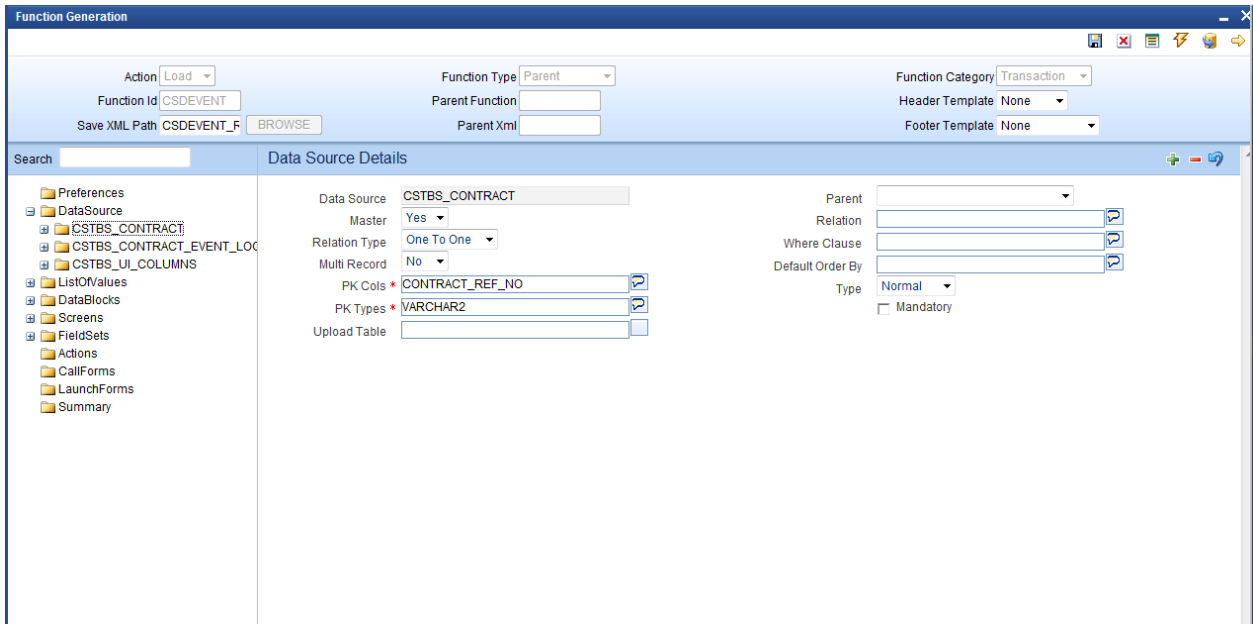 Function Generation
Action Load Function Type Parent Function Category Transaction
Function Id CSDEVENT Parent Function Header Template None
Save XML Path CSDEVENT_F BROWSE Parent Xml Footer Template None
Search Data Source Details
Preferences
DataSource
CSTBS_CONTRACT
CSTBS_CONTRACT_EVENT_LOG
CSTBS_UI_COLUMNS
ListOfValues
DataBlocks
Screens
FieldSets
Actions
CallForms
LaunchForms
Summary
Data Source CSTBS_CONTRACT Parent
Master Yes Relation
Relation Type One To One Where Clause
Multi Record No Default Order By
PK Cols * CONTRACT_REF_NO Type Normal
PK Types * VARCHAR2 Mandatory
Upload Table